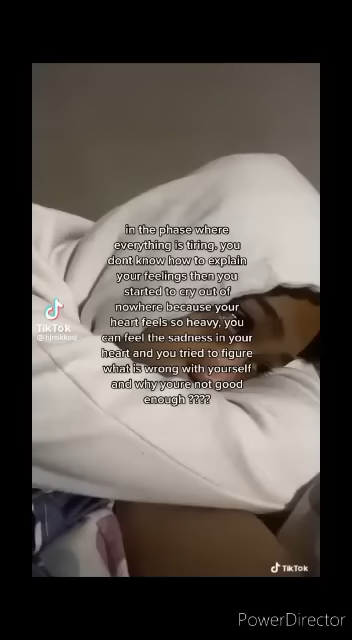 in the phase where
everything is tiring. you
dont know how to explain
your feelings then you
started to cry out of
nowhere because your
heart feels so heavy, you
can feel the sadness in your
heart and you tried to figure
what is wrong with yourself
and why youre not good
enough ????
TikTok
TikTok
PowerDirector